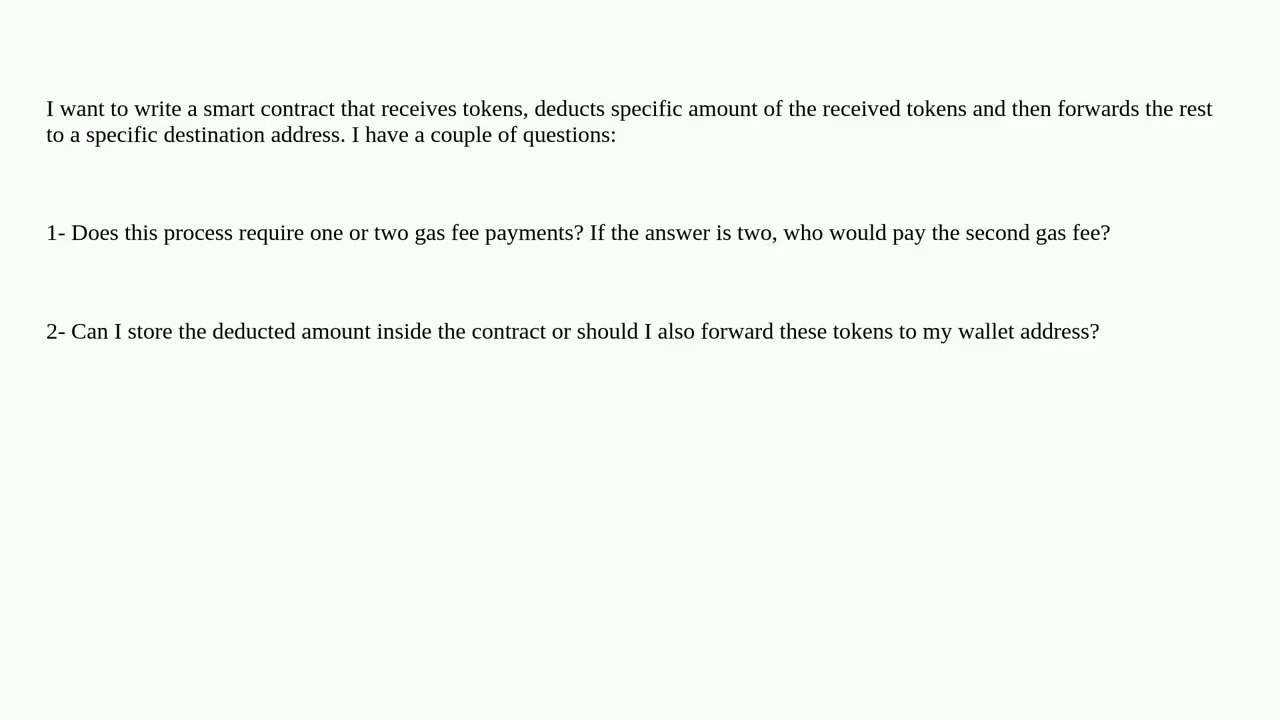 I want to write a smart contract that receives tokens, deducts specific amount of the received tokens and then forwards the rest
to a specific destination address. I have a couple of questions:
1- Does this process require one or two gas fee payments? If the answer is two, who would pay the second gas fee?
2- Can I store the deducted amount inside the contract or should I also forward these tokens to my wallet address?